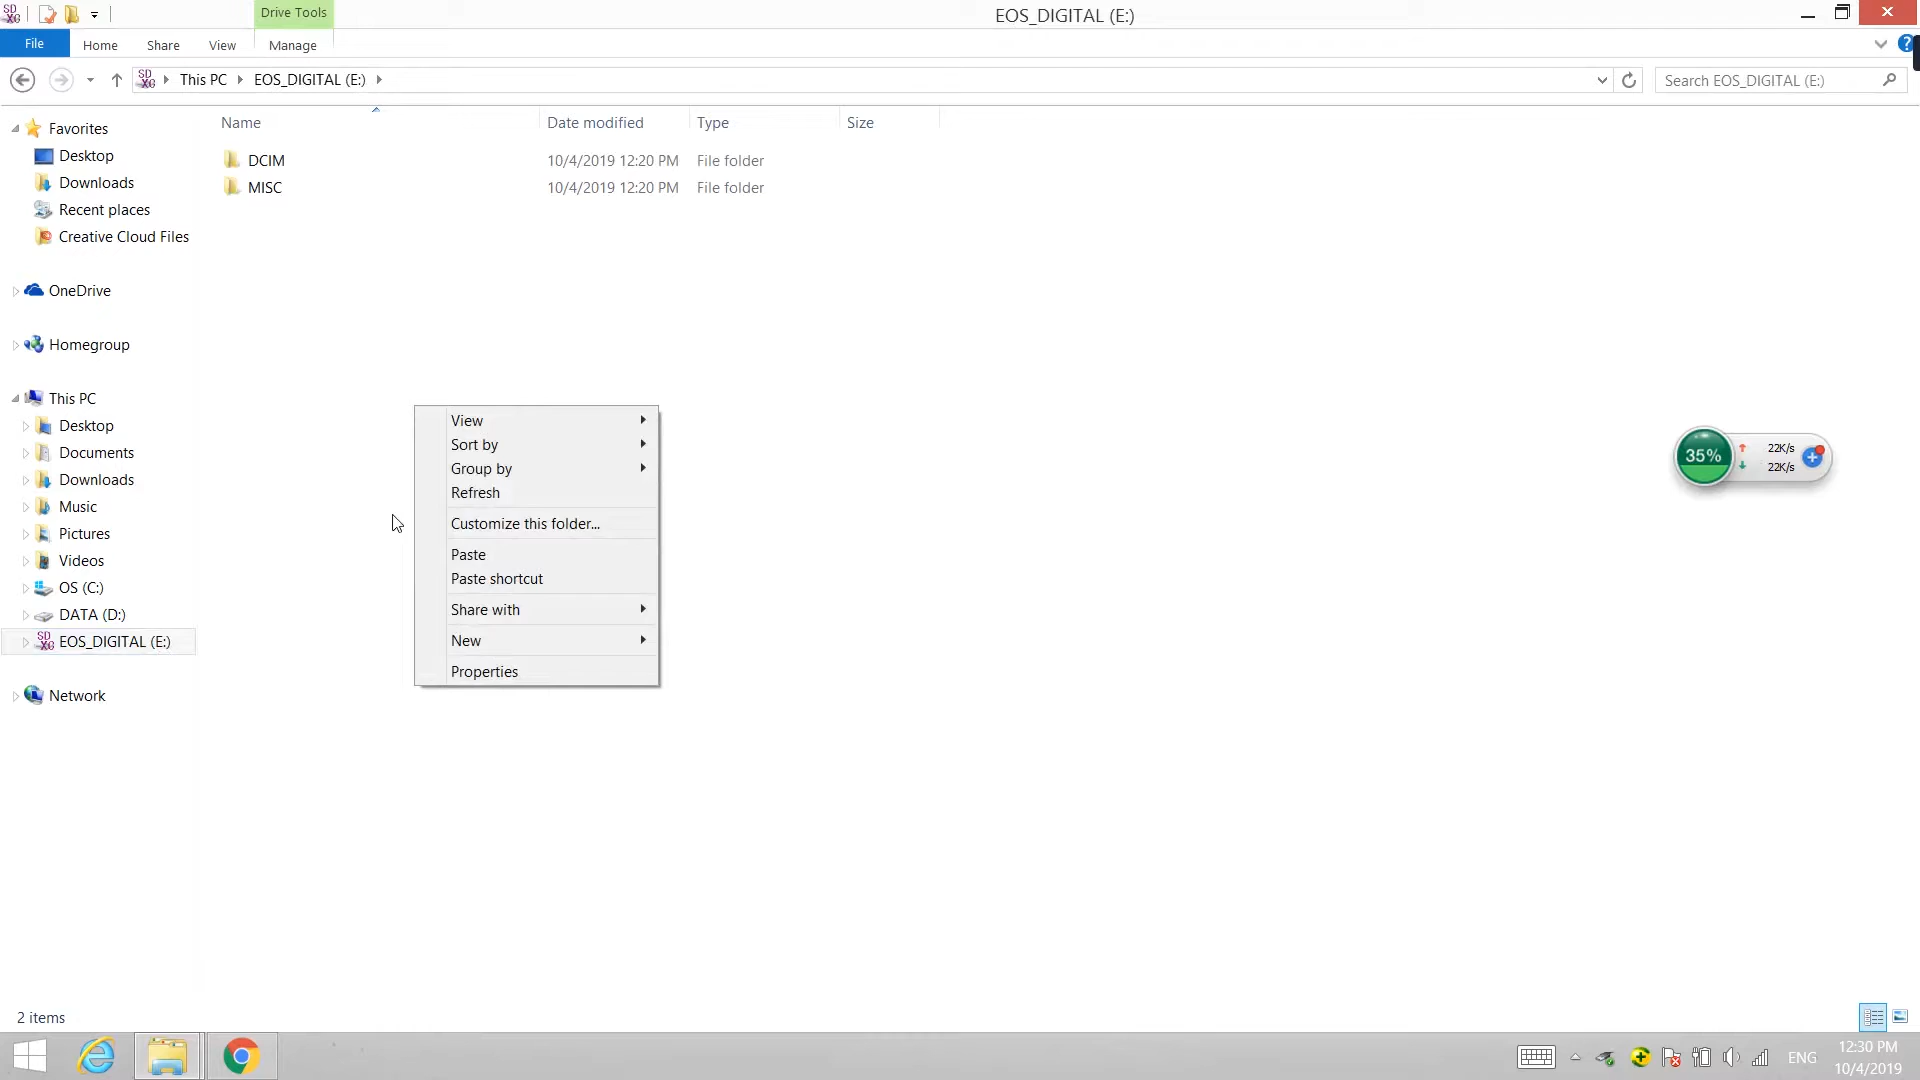 Drive Tools
EOS_DIGITAL (E:)
File Home Share View Manage
This PC EOS_DIGITAL (E:)
Search EOS_DIGITAL (E:)
Name Date modified Type Size
DCIM 10/4/2019 12:20 PM File folder
MISC 10/4/2019 12:20 PM File folder
Favorites
Desktop
Downloads
Recent places
Creative Cloud Files
OneDrive
Homegroup
This PC
Desktop
Documents
Downloads
Music
Pictures
Videos
OS (C:)
DATA (D:)
EOS_DIGITAL (E:)
Network
View
Sort by
Group by
Refresh
Customize this folder...
Paste
Paste shortcut
Share with
New
Properties
35%
22K/s
22K/s
2 items
ENG
12:30 PM
10/4/2019